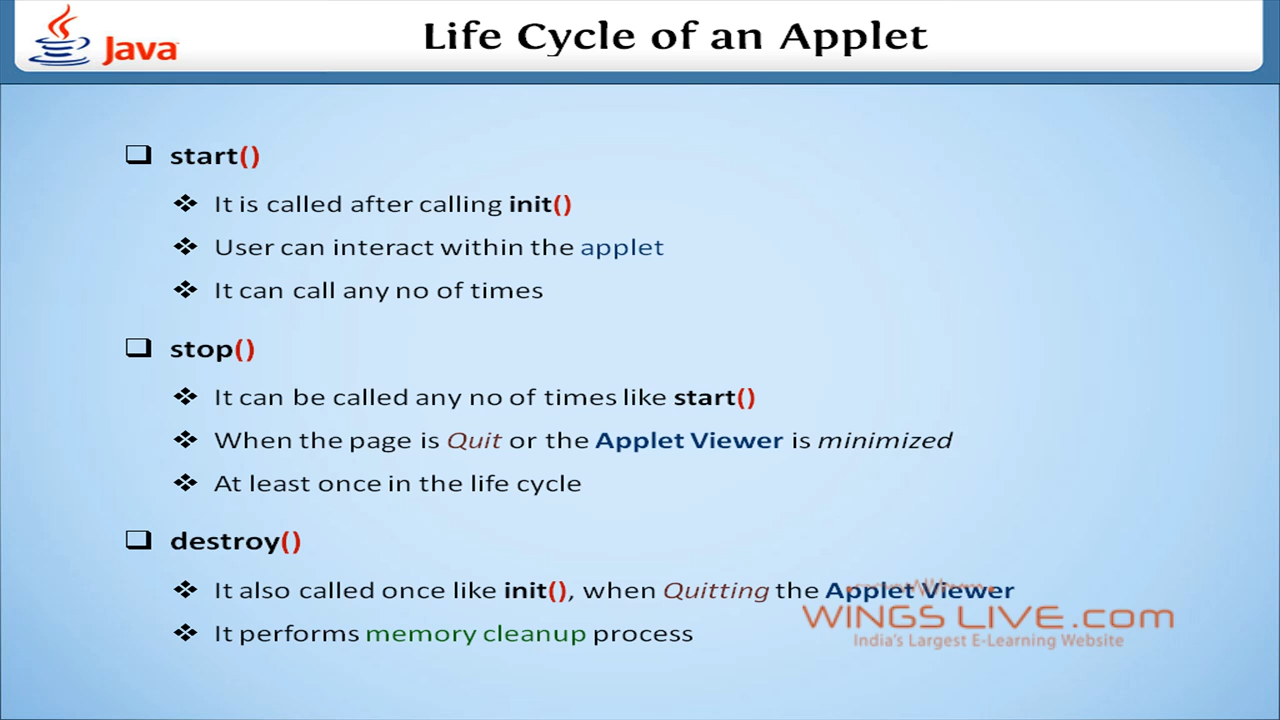 Java
Life Cycle of an Applet
start()
It is called after calling init()
User can interact within the applet
It can call any no of times
stop()
It can be called any no of times like start()
When the page is Quit or the Applet Viewer is minimized
At least once in the life cycle
destroy()
It also called once like init(), when Quitting the Applet Viewer
It performs memory cleanup process
WINGS LIVE.com
India's Largest E-Learning Website